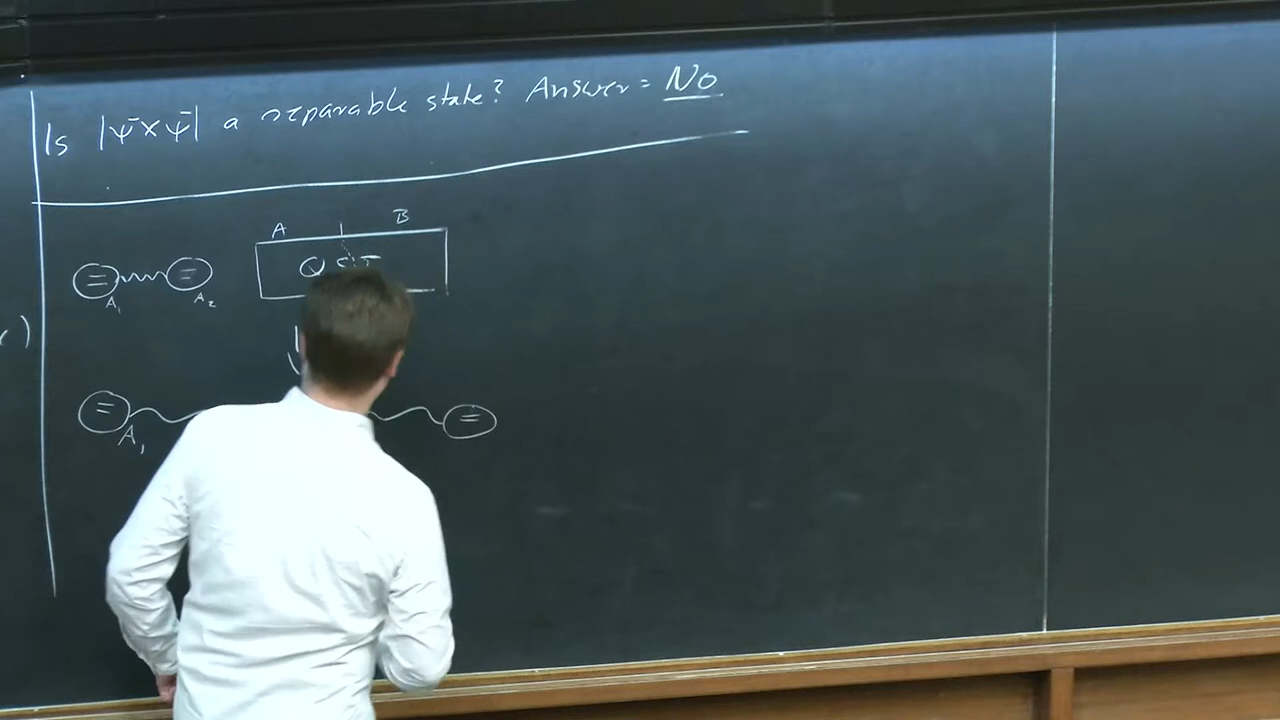 Is |ψ⁻⟩⟨ψ⁻| a separable state? Answer = No
A B
A₁ A₂
)
A₁